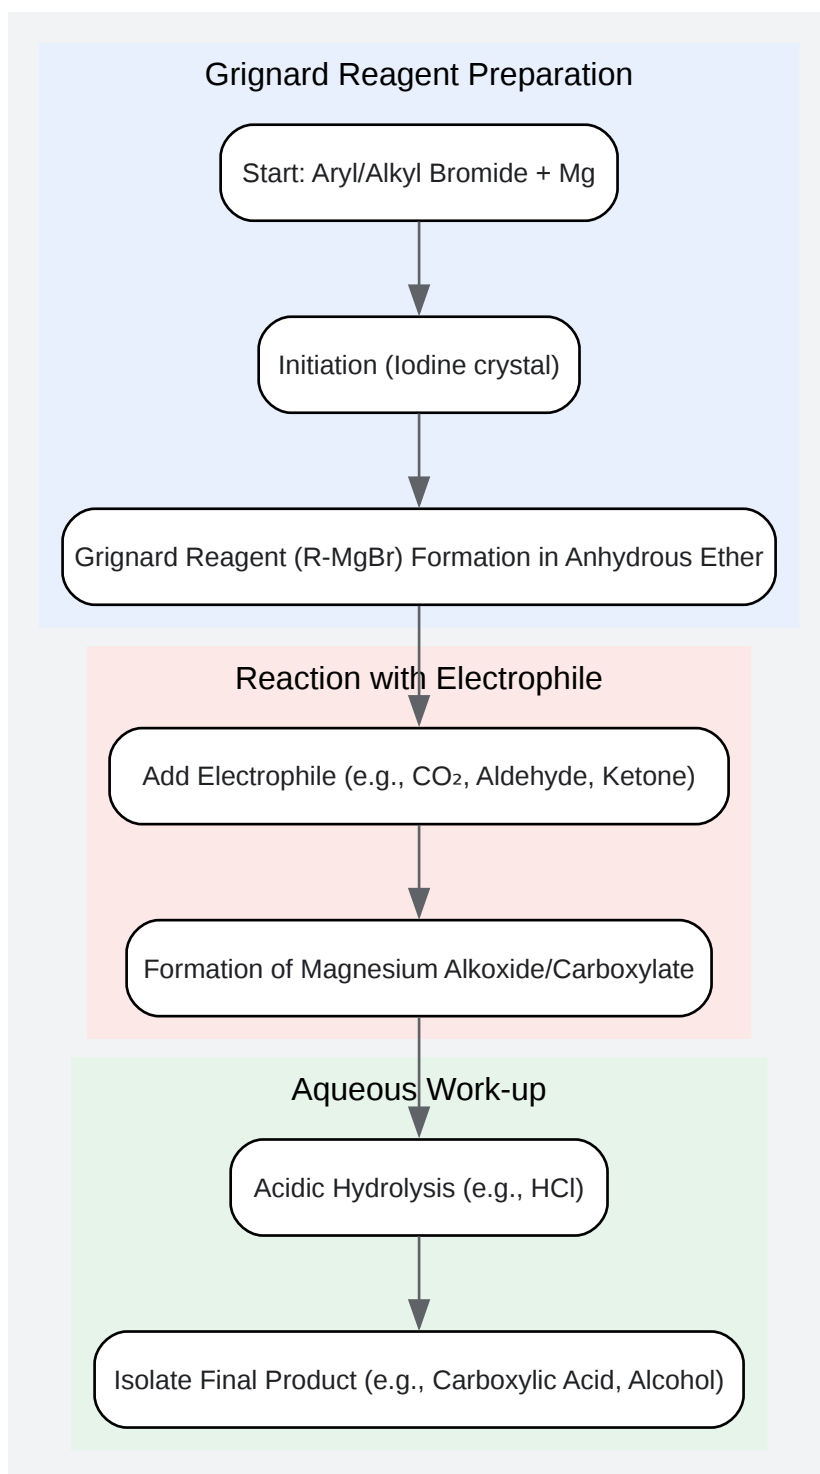 Grignard Reagent Preparation
Start: Aryl/Alkyl Bromide + Mg
Initiation (Iodine crystal)
Grignard Reagent (R-MgBr) Formation in Anhydrous Ether
Reaction with Electrophile
Add Electrophile (e.g., CO₂, Aldehyde, Ketone)
Formation of Magnesium Alkoxide/Carboxylate
Aqueous Work-up
Acidic Hydrolysis (e.g., HCl)
Isolate Final Product (e.g., Carboxylic Acid, Alcohol)